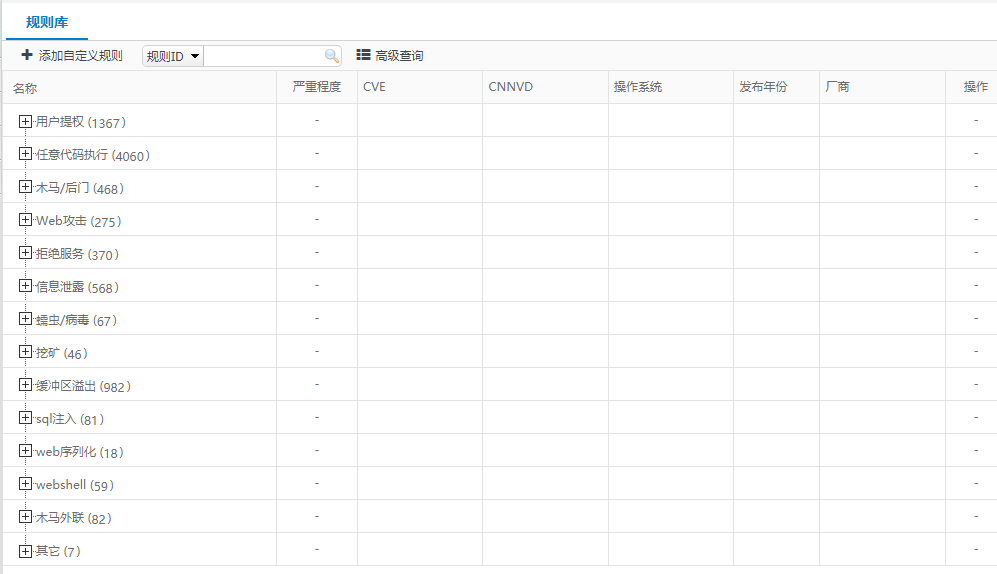 规则库
添加自定义规则 规则ID 高级查询
名称 严重程度 CVE CNNVD 操作系统 发布年份 厂商 操作
用户提权 (1367) - -
任意代码执行 (4060) - -
木马/后门 (468) - -
Web攻击 (275) - -
拒绝服务 (370) - -
信息泄露 (568) - -
蠕虫/病毒 (67) - -
挖矿 (46) - -
缓冲区溢出 (982) - -
sql注入 (81) - -
web序列化 (18) - -
webshell (59) - -
木马外联 (82) - -
其它 (7) - -